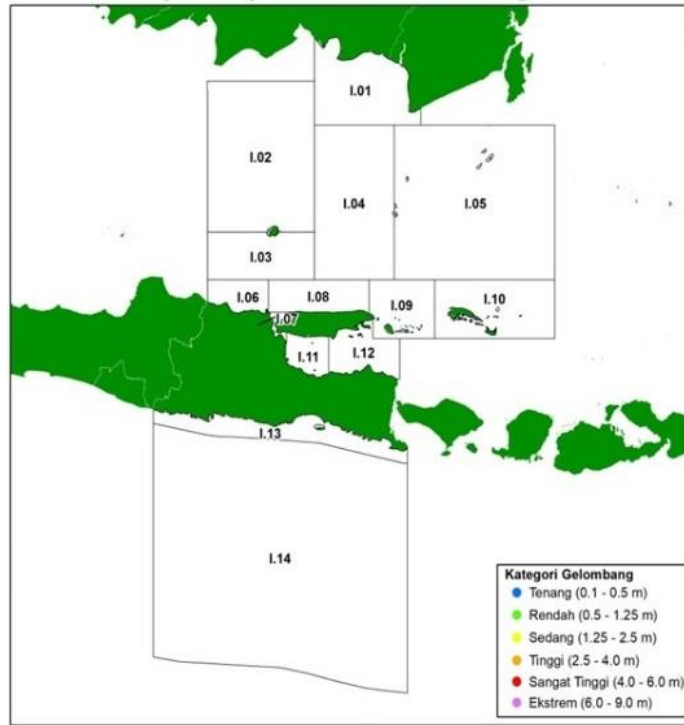 I.01
I.02
I.04
I.05
I.03
I.06
I.08
I.09
I.10
I.07
I.11
I.12
I.13
I.14
Kategori Gelombang
Tenang (0.1 - 0.5 m)
Rendah (0.5 - 1.25 m)
Sedang (1.25 - 2.5 m)
Tinggi (2.5 - 4.0 m)
Sangat Tinggi (4.0 - 6.0 m)
Ekstrem (6.0 - 9.0 m)